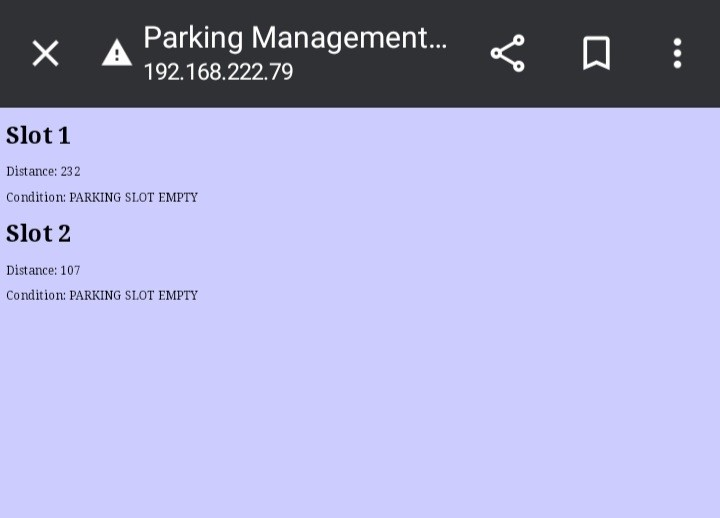 Parking Management...
192.168.222.79
Slot 1
Distance: 232
Condition: PARKING SLOT EMPTY
Slot 2
Distance: 107
Condition: PARKING SLOT EMPTY